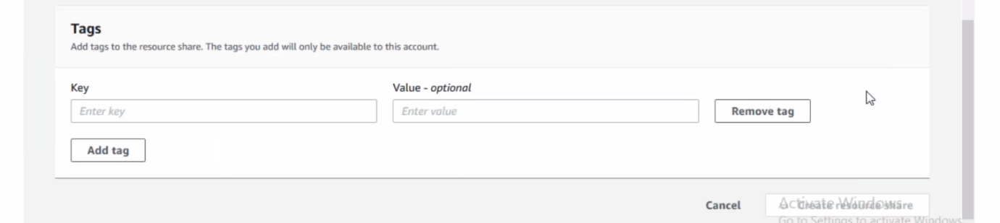 Tags
Add tags to the resource share. The tags you add will only be available to this account.
Key
Value - optional
Enter key
Enter value
Remove tag
Add tag
Cancel
Create resource share
Activate Windows
Go to Settings to activate Windows